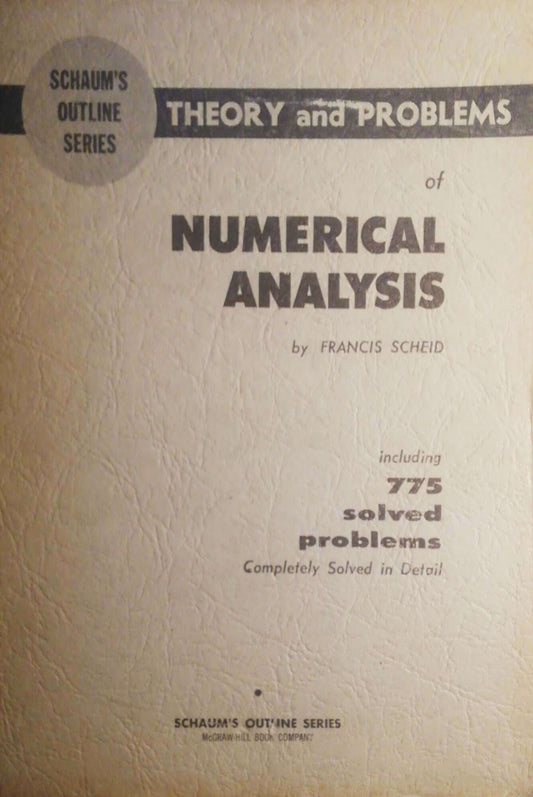 SCHAUM'S
OUTLINE
SERIES
THEORY and PROBLEMS
of
NUMERICAL
ANALYSIS
by FRANCIS SCHEID
including
775
solved
problems
Completely Solved in Detail
SCHAUM'S OUTLINE SERIES
McGRAW-HILL BOOK COMPANY